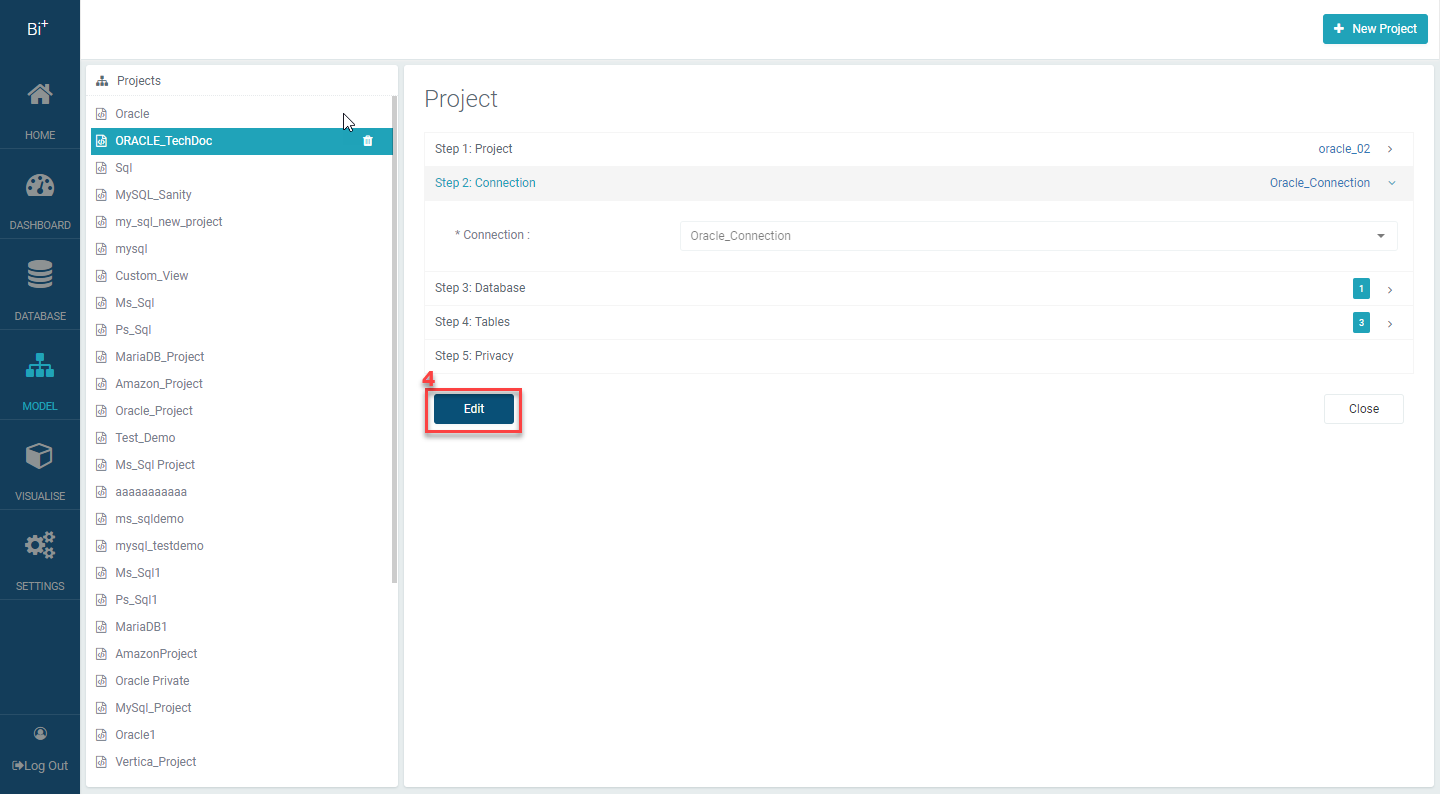 Bi+
HOME
DASHBOARD
DATABASE
MODEL
VISUALISE
SETTINGS
Log Out
New Project
Projects
Oracle
ORACLE_TechDoc
Sql
MySQL_Sanity
my_sql_new_project
mysql
Custom_View
Ms_Sql
Ps_Sql
MariaDB_Project
Amazon_Project
Oracle_Project
Test_Demo
Ms_Sql Project
aaaaaaaaaaa
ms_sqldemo
mysql_testdemo
Ms_Sql1
Ps_Sql1
MariaDB1
AmazonProject
Oracle Private
MySql_Project
Oracle1
Vertica_Project
Project
Step 1: Project oracle_02
Step 2: Connection Oracle_Connection
* Connection : Oracle_Connection
Step 3: Database 1
Step 4: Tables 3
Step 5: Privacy
4
Edit Close